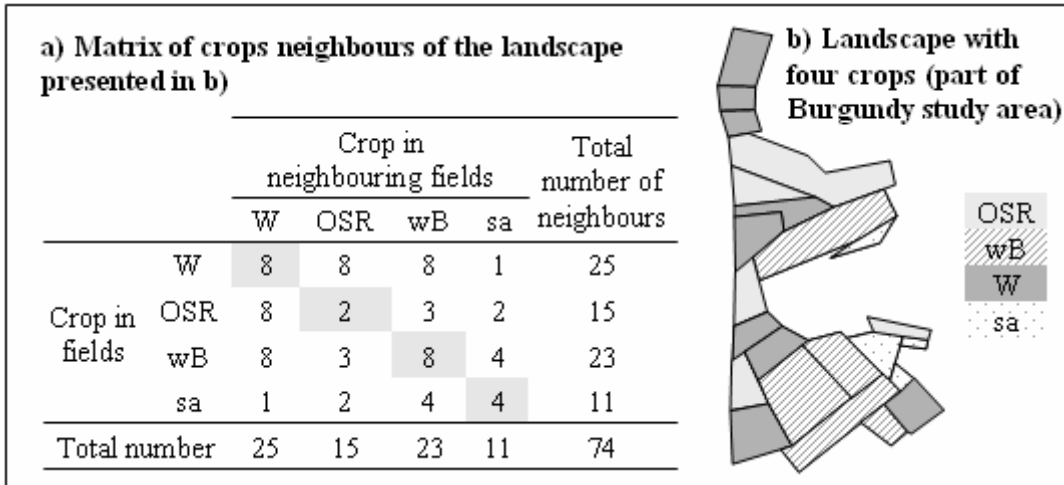 a) Matrix of crops neighbours of the landscape
presented in b)
Crop in
neighbouring fields
Total
number of
neighbours
W OSR wB sa
Crop in
fields
W 8 8 8 1 25
OSR 8 2 3 2 15
wB 8 3 8 4 23
sa 1 2 4 4 11
Total number 25 15 23 11 74
b) Landscape with
four crops (part of
Burgundy study area)
OSR
wB
W
sa